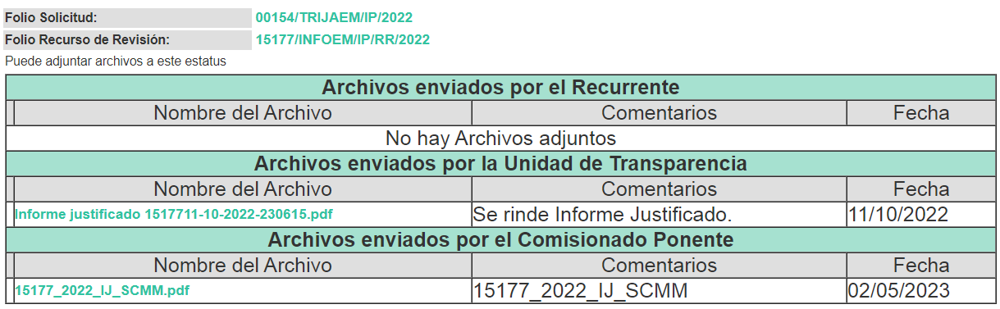 Folio Solicitud: 00154/TRIJAEM/IP/2022
Folio Recurso de Revisión: 15177/INFOEM/IP/RR/2022
Puede adjuntar archivos a este estatus
Archivos enviados por el Recurrente
Nombre del Archivo Comentarios Fecha
No hay Archivos adjuntos
Archivos enviados por la Unidad de Transparencia
Nombre del Archivo Comentarios Fecha
Informe justificado 1517711-10-2022-230615.pdf Se rinde Informe Justificado. 11/10/2022
Archivos enviados por el Comisionado Ponente
Nombre del Archivo Comentarios Fecha
15177_2022_IJ_SCMM.pdf 15177_2022_IJ_SCMM 02/05/2023